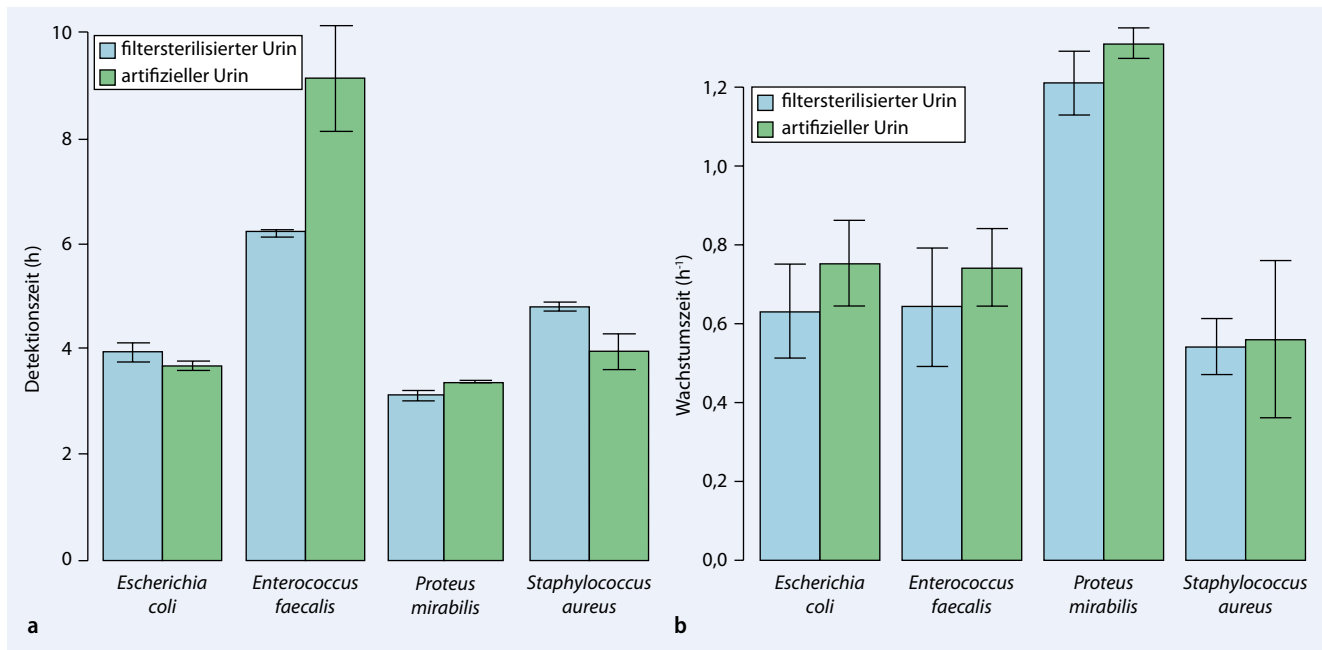 10
8
6
4
2
0
Detektionszeit (h)
filtersterilisierter Urin
artifizieller Urin
Escherichia
coli
Enterococcus
faecalis
Proteus
mirabilis
Staphylococcus
aureus
a
1,2
1,0
0,8
0,6
0,4
0,2
0,0
Wachstumszeit (h⁻¹)
filtersterilisierter Urin
artifizieller Urin
Escherichia
coli
Enterococcus
faecalis
Proteus
mirabilis
Staphylococcus
aureus
b